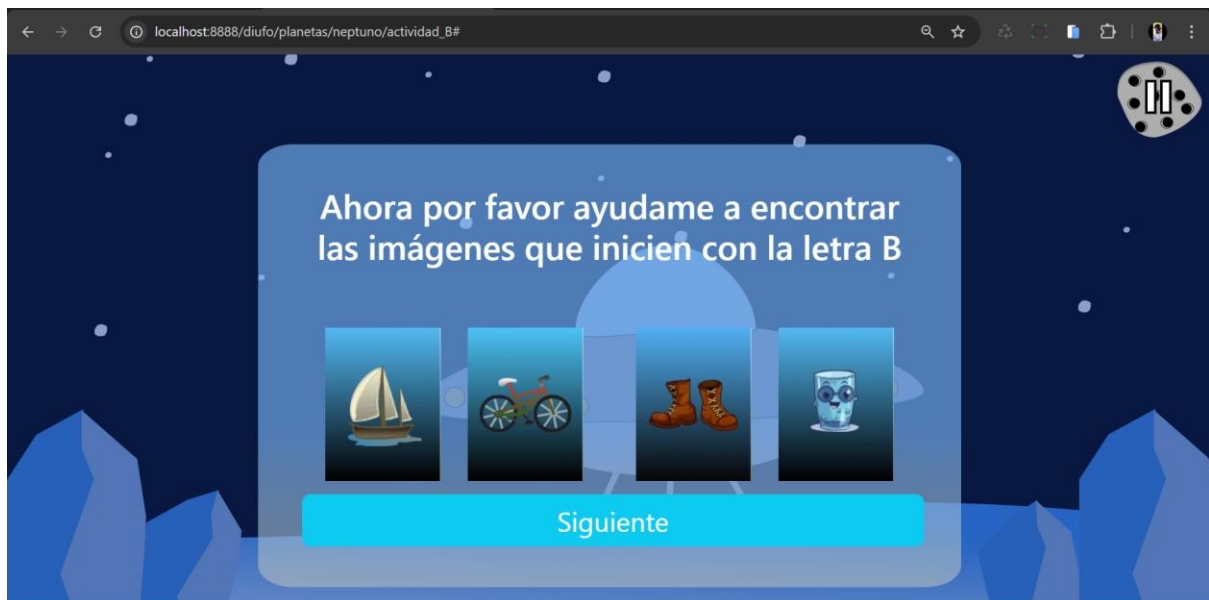 localhost:8888/diufo/planetas/neptuno/actividad_B#
Ahora por favor ayudame a encontrar
las imágenes que inicien con la letra B
Siguiente